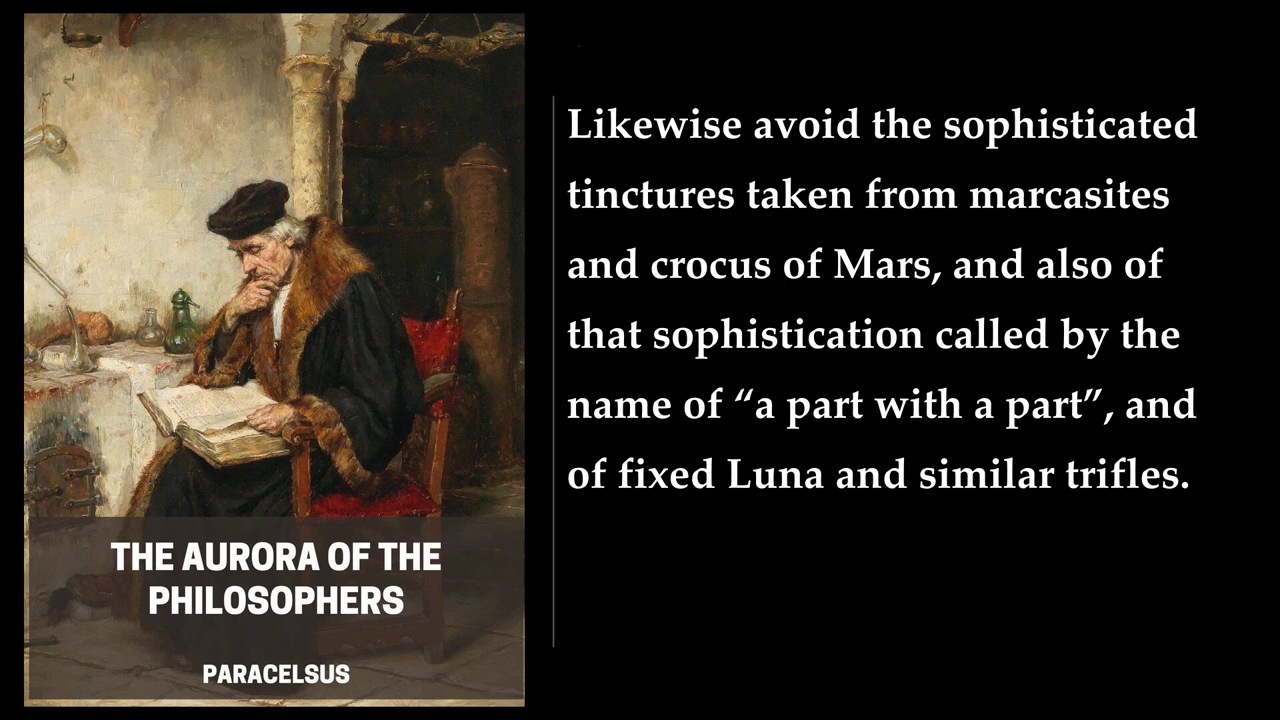 Likewise avoid the sophisticated
tinctures taken from marcasites
and crocus of Mars, and also of
that sophistication called by the
name of “a part with a part”, and
of fixed Luna and similar trifles.
THE AURORA OF THE
PHILOSOPHERS
PARACELSUS